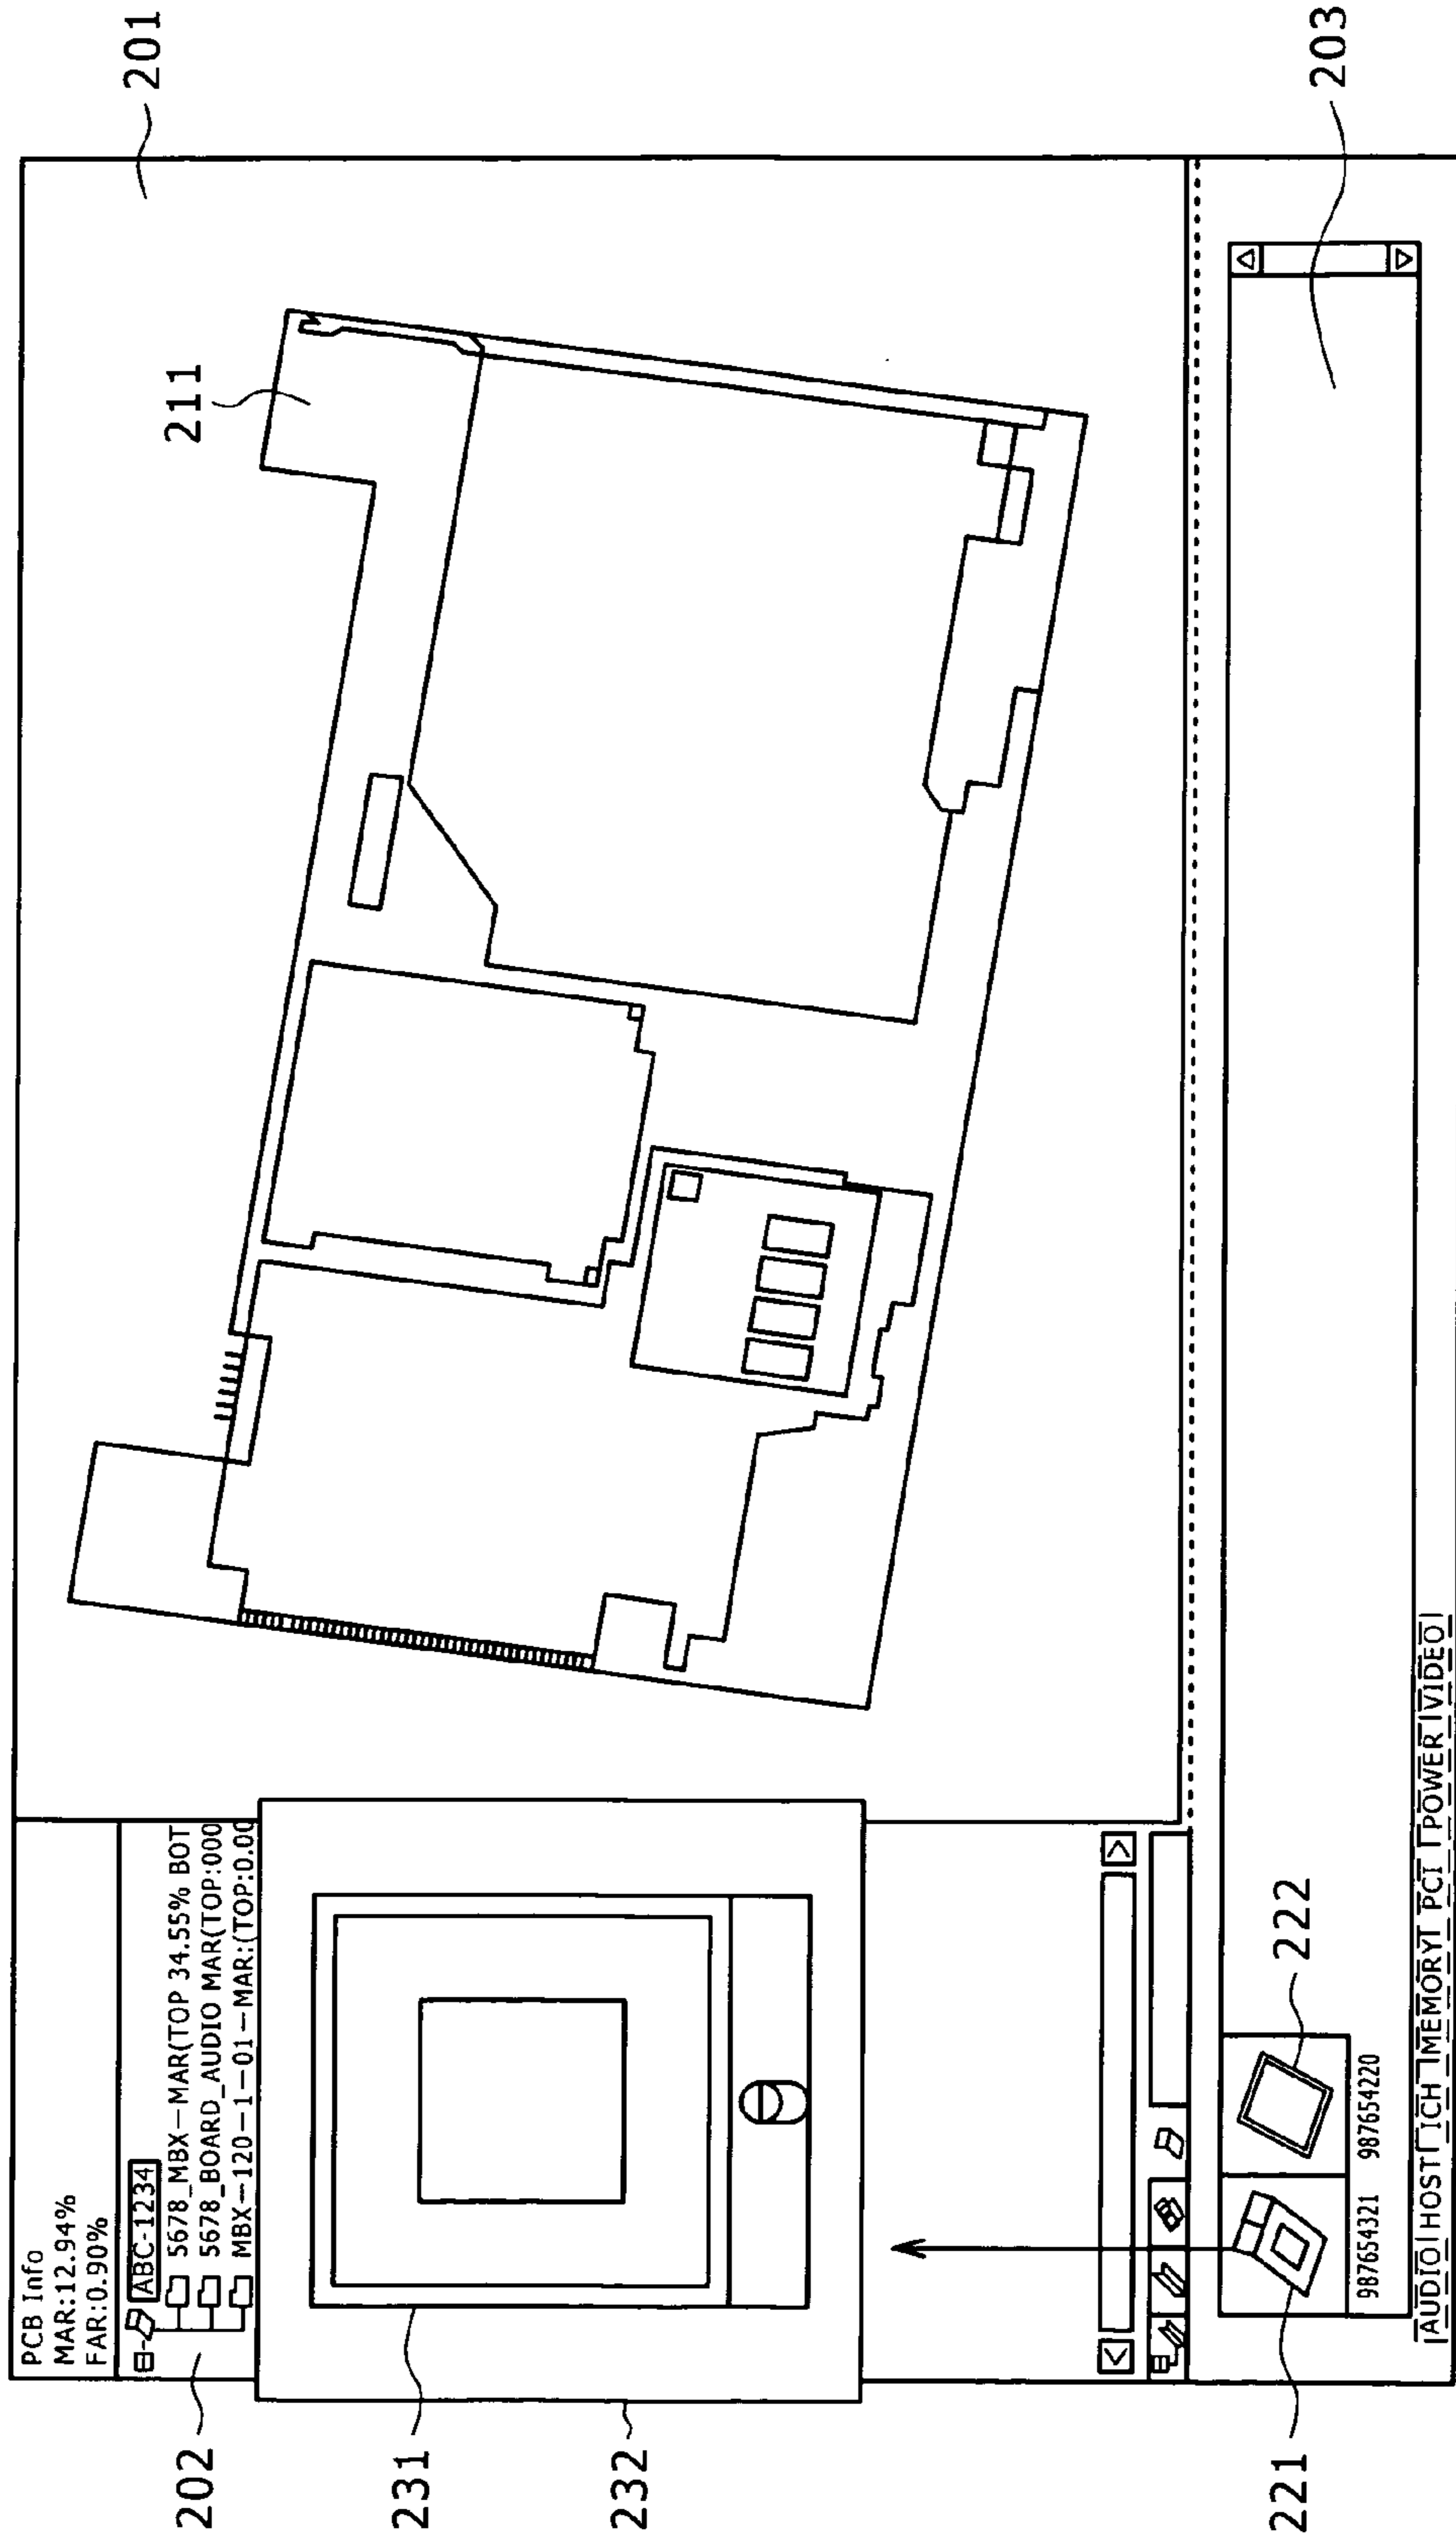 201
211
PCB Info
MAR:12.94%
FAR:0.90%
ABC-1234
5678_MBX-MAR(TOP 34.55% BOT
5678_BOARD_AUDIO MAR(TOP:000
MBX-120-1-01-MAR:(TOP:0.00
202
231
232
203
222
221
987654321 987654220
AUDIO HOST ICH MEMORY PCI POWER VIDEO